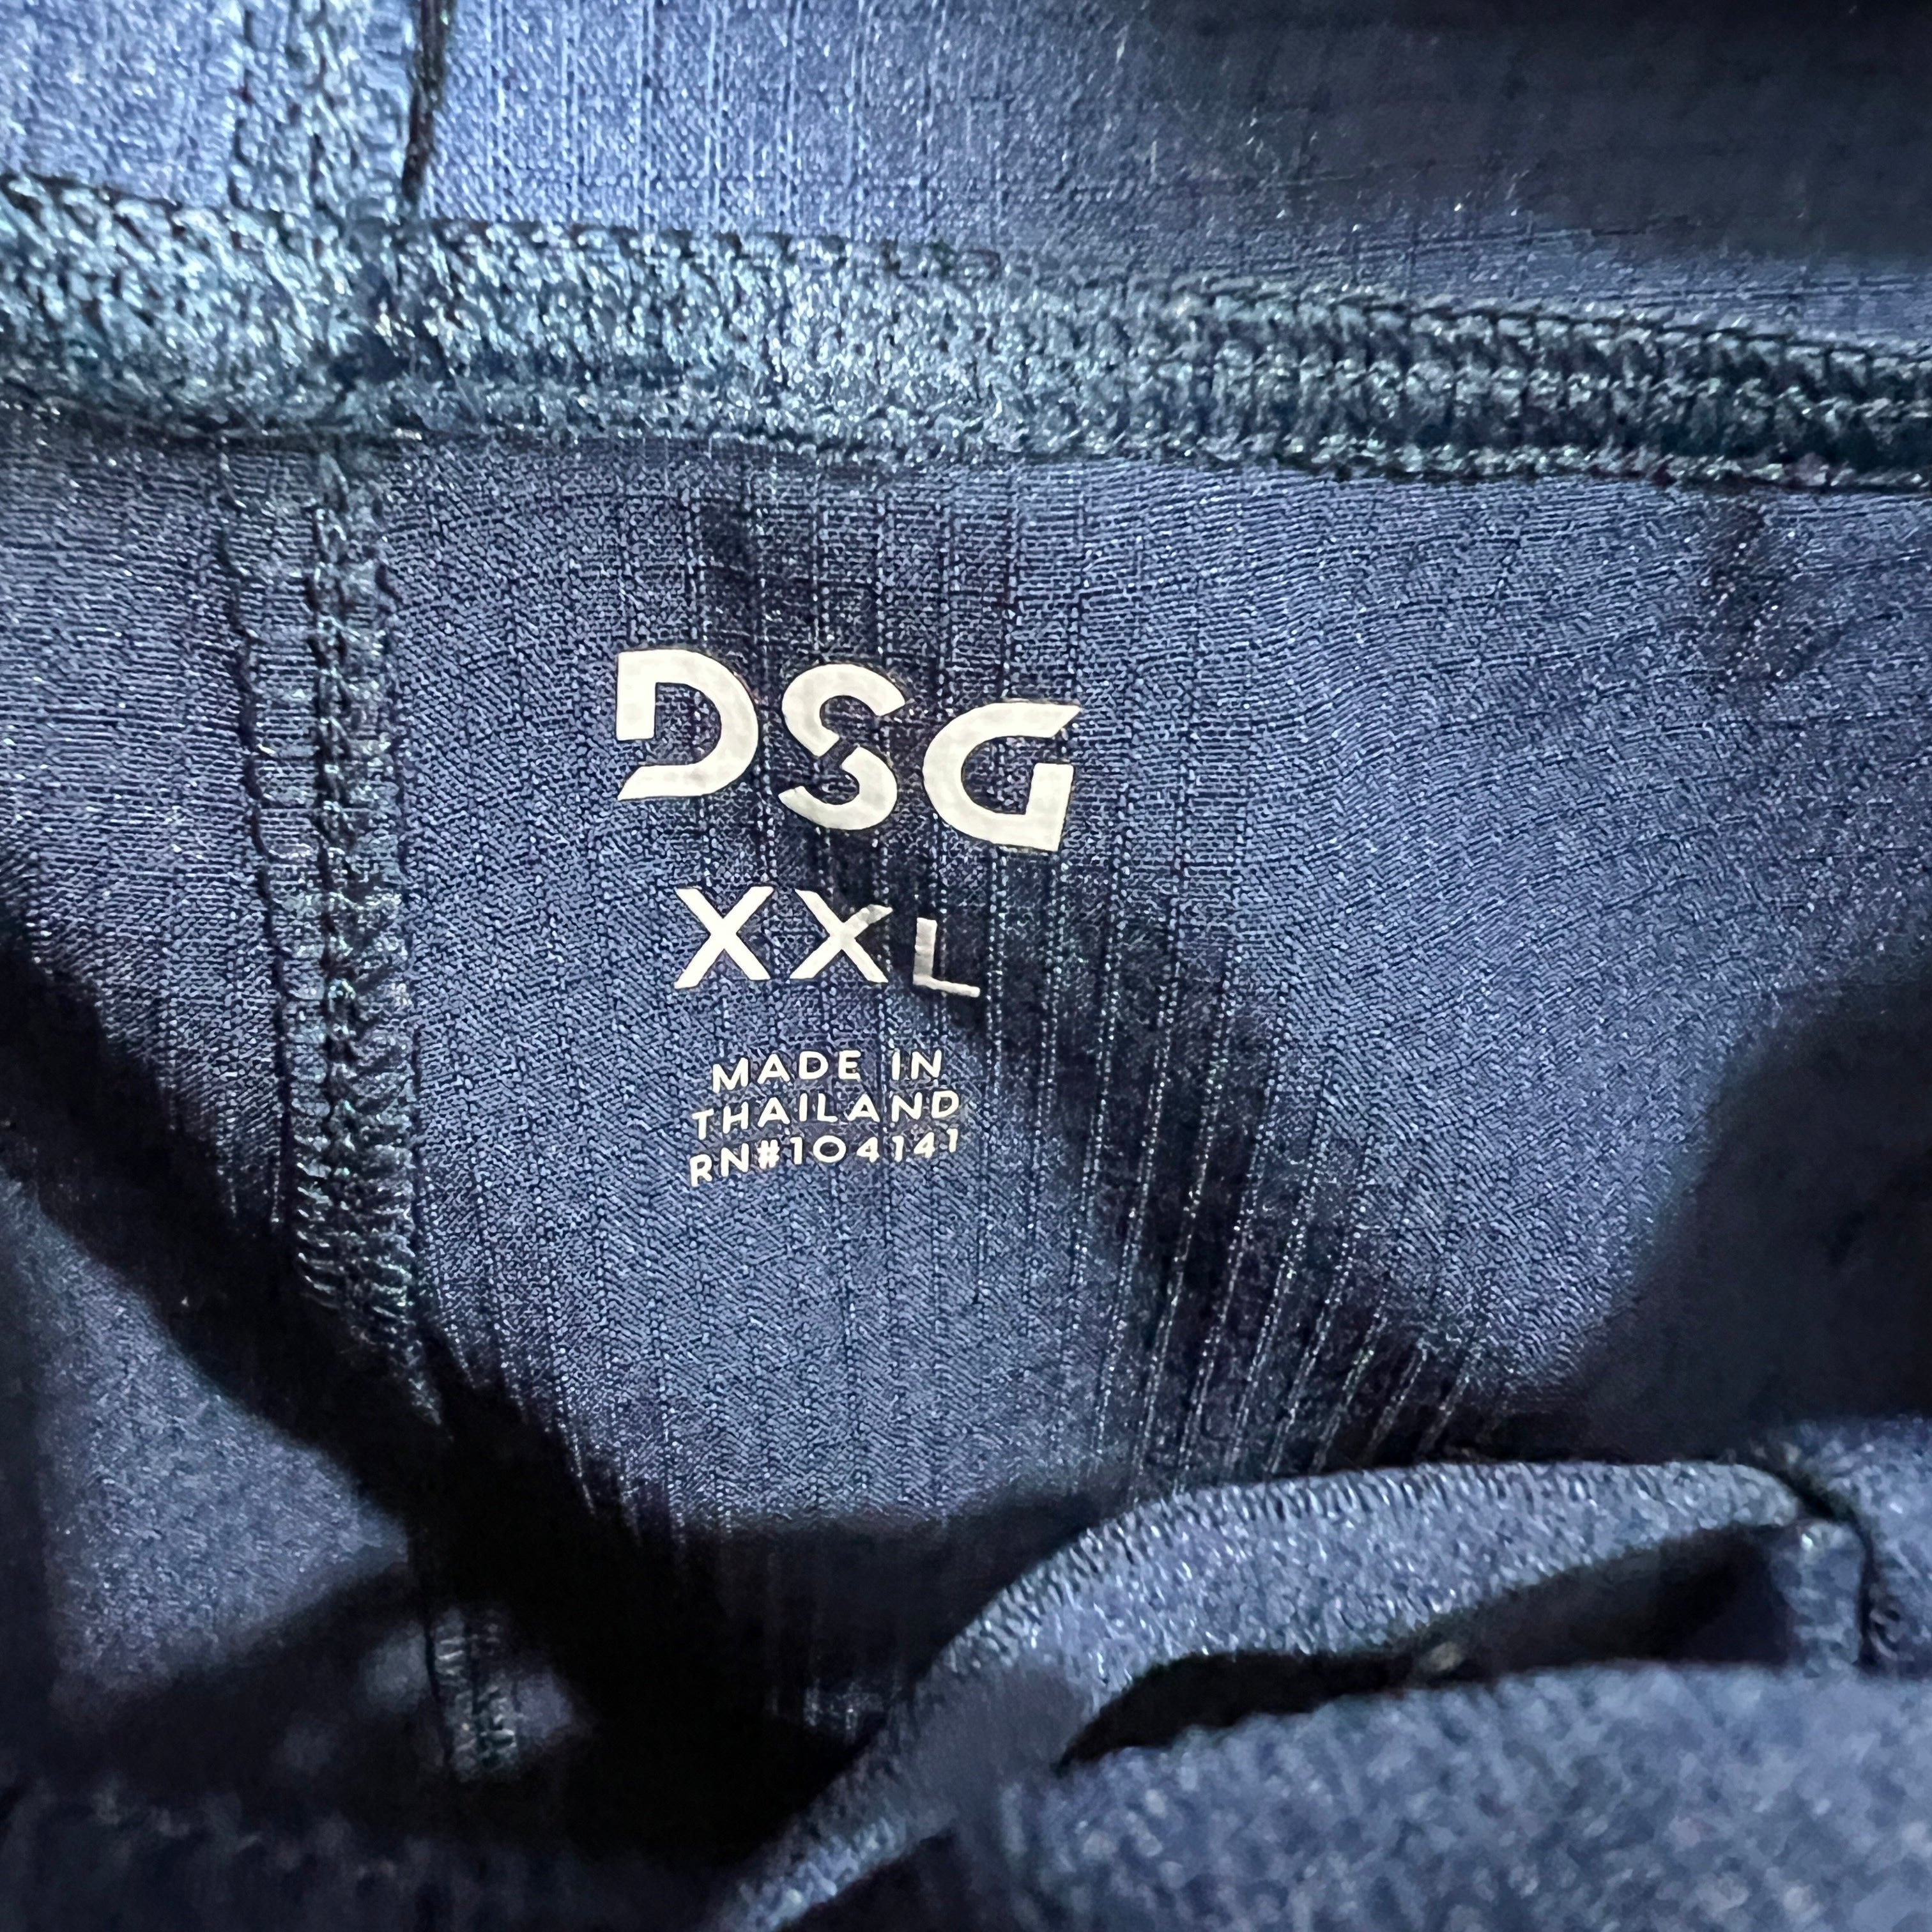 DSG
XXL
MADE IN
THAILAND
RN#104141